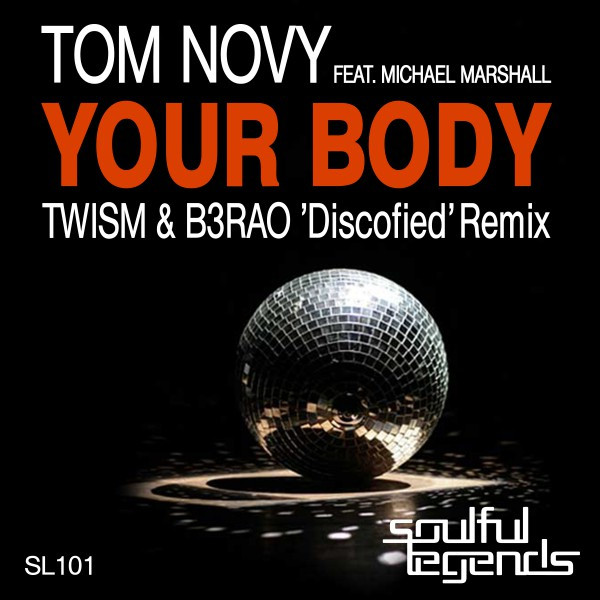 TOM NOVY FEAT. MICHAEL MARSHALL
YOUR BODY
TWISM & B3RAO 'Discofied' Remix
soulful
legends
SL101